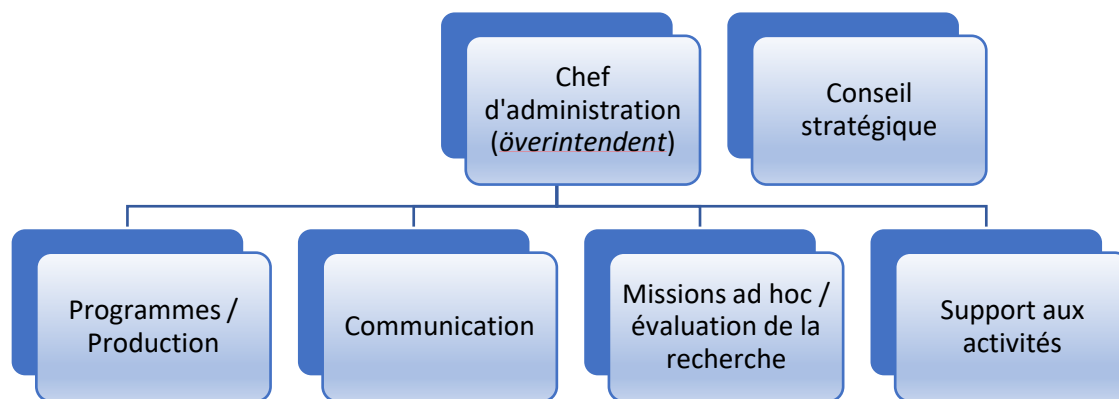 Chef
d'administration
(överintendent)
Conseil
stratégique
Programmes /
Production
Communication
Missions ad hoc /
évaluation de la
recherche
Support aux
activités